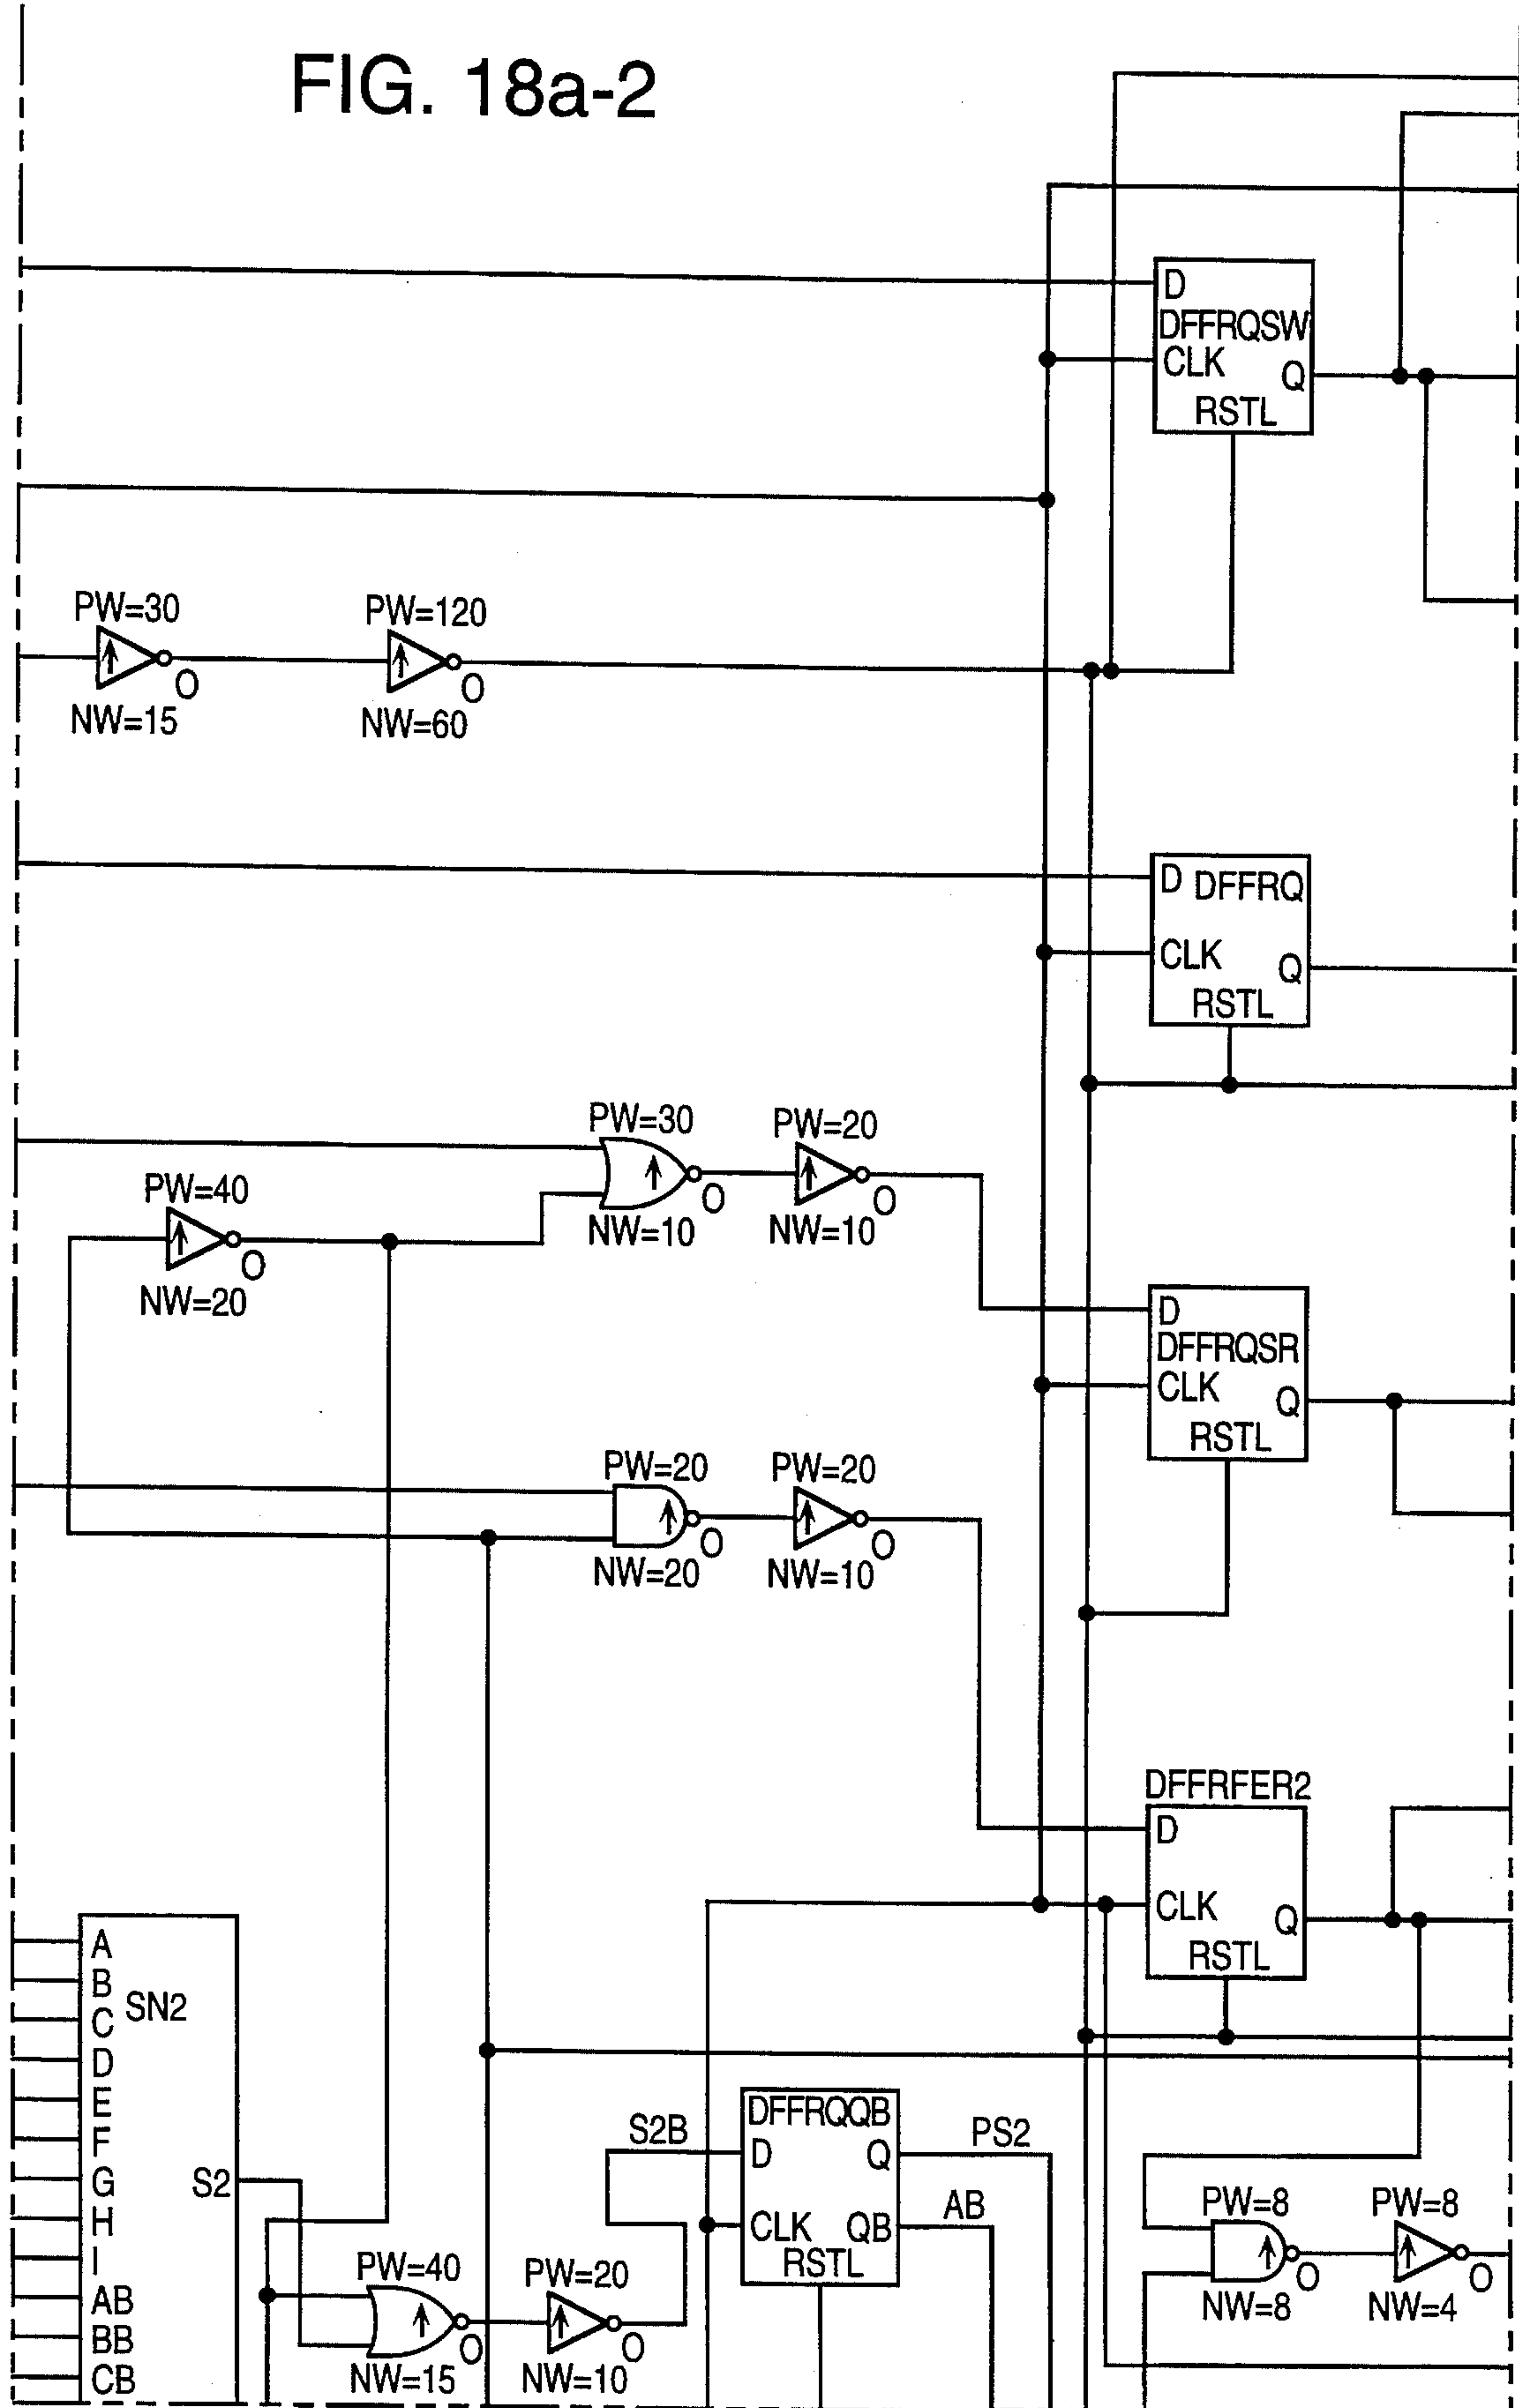 FIG. 18a-2
D
DFFRQSW
CLK
Q
RSTL
PW=30
O
NW=15
PW=120
O
NW=60
D DFFRQ
CLK
Q
RSTL
PW=30
O
NW=10
PW=20
O
NW=10
PW=40
O
NW=20
D
DFFRQSR
CLK
Q
RSTL
PW=20
O
NW=20
PW=20
O
NW=10
DFFRFER2
D
CLK
Q
RSTL
A
B
C
SN2
D
E
F
G
S2
H
I
AB
BB
CB
PW=40
O
NW=15
PW=20
O
NW=10
S2B
DFFRQQB
D
Q
PS2
CLK
QB
AB
RSTL
PW=8
O
NW=8
PW=8
O
NW=4